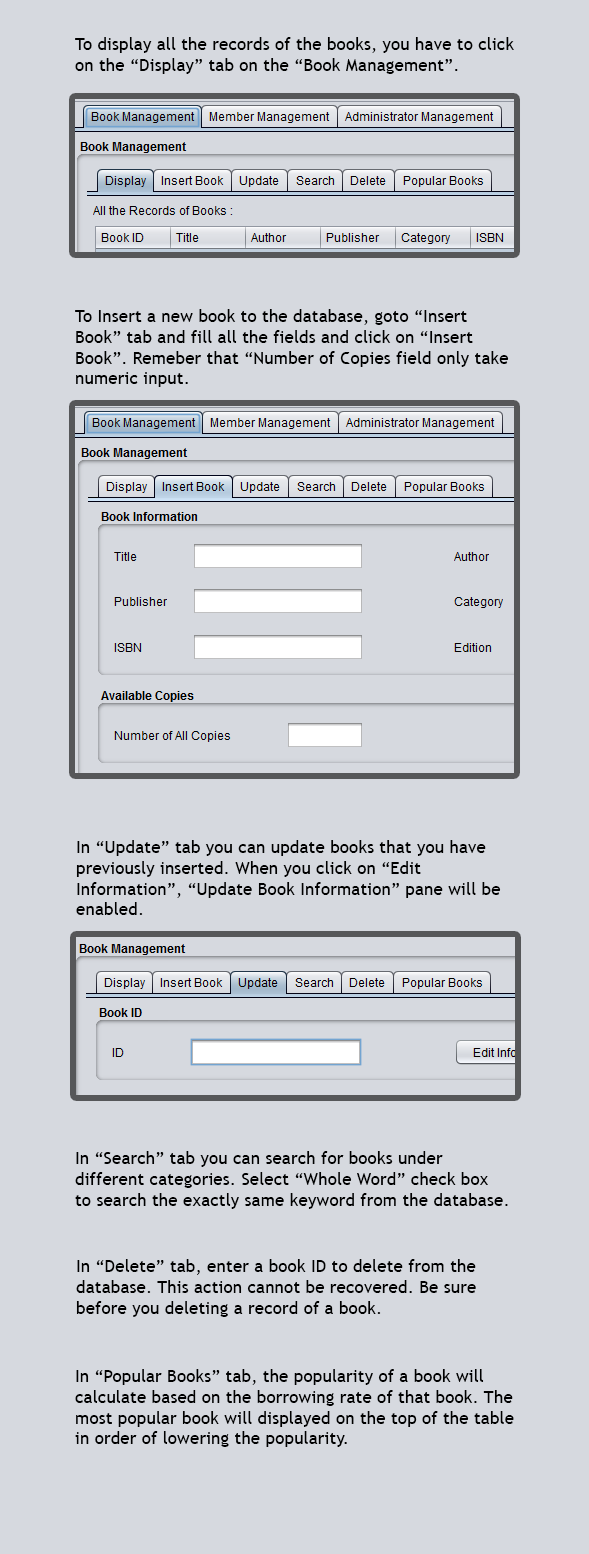 To display all the records of the books, you have to click
on the “Display” tab on the “Book Management”.
Book Management Member Management Administrator Management
Book Management
Display Insert Book Update Search Delete Popular Books
All the Records of Books :
Book ID Title Author Publisher Category ISBN
To Insert a new book to the database, goto “Insert
Book” tab and fill all the fields and click on “Insert
Book”. Remeber that “Number of Copies field only take
numeric input.
Book Management Member Management Administrator Management
Book Management
Display Insert Book Update Search Delete Popular Books
Book Information
Title Author
Publisher Category
ISBN Edition
Available Copies
Number of All Copies
In “Update” tab you can update books that you have
previously inserted. When you click on “Edit
Information”, “Update Book Information” pane will be
enabled.
Book Management
Display Insert Book Update Search Delete Popular Books
Book ID
ID Edit Info
In “Search” tab you can search for books under
different categories. Select “Whole Word” check box
to search the exactly same keyword from the database.
In “Delete” tab, enter a book ID to delete from the
database. This action cannot be recovered. Be sure
before you deleting a record of a book.
In “Popular Books” tab, the popularity of a book will
calculate based on the borrowing rate of that book. The
most popular book will displayed on the top of the table
in order of lowering the popularity.